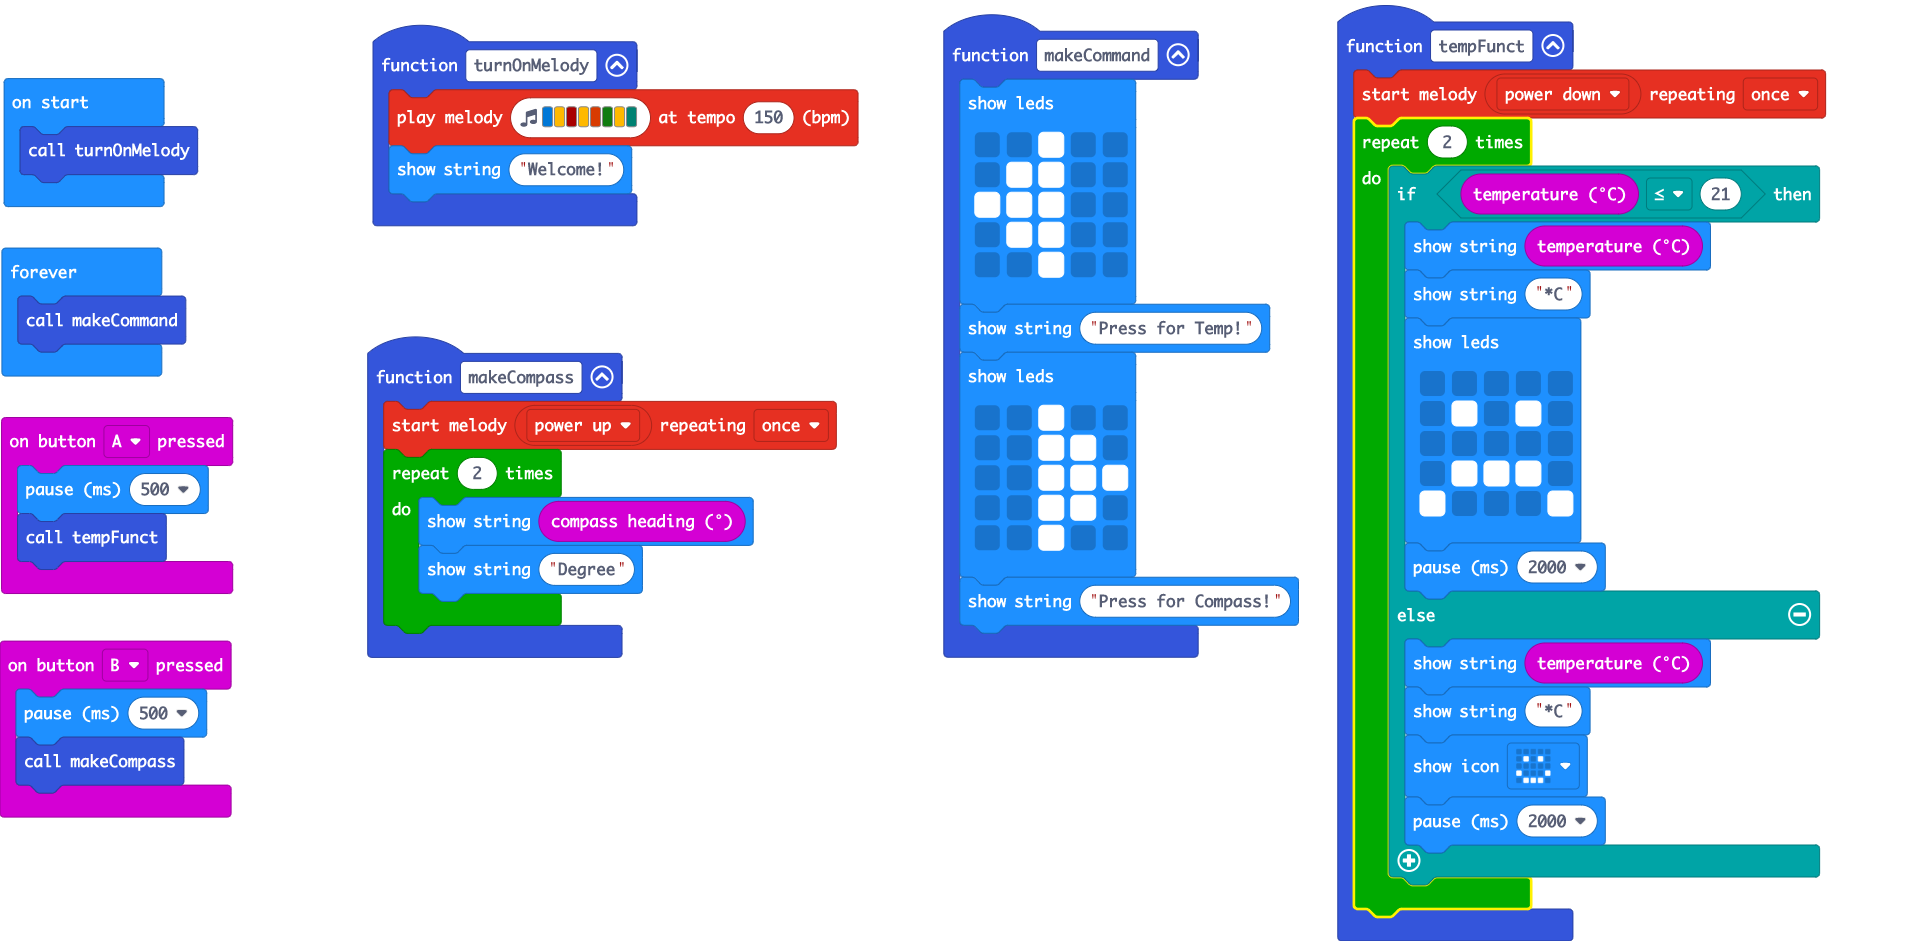 on start
call turnOnMelody
forever
call makeCommand
on button A pressed
pause (ms) 500
call tempFunct
on button B pressed
pause (ms) 500
call makeCompass
function turnOnMelody
play melody at tempo 150 (bpm)
show string "Welcome!"
function makeCompass
start melody power up repeating once
repeat 2 times
do
show string compass heading (°)
show string "Degree"
function makeCommand
show leds
show string "Press for Temp!"
show leds
show string "Press for Compass!"
function tempFunct
start melody power down repeating once
repeat 2 times
do
if temperature (°C) ≤ 21 then
show string temperature (°C)
show string "*C"
show leds
pause (ms) 2000
else
show string temperature (°C)
show string "*C"
show icon
pause (ms) 2000